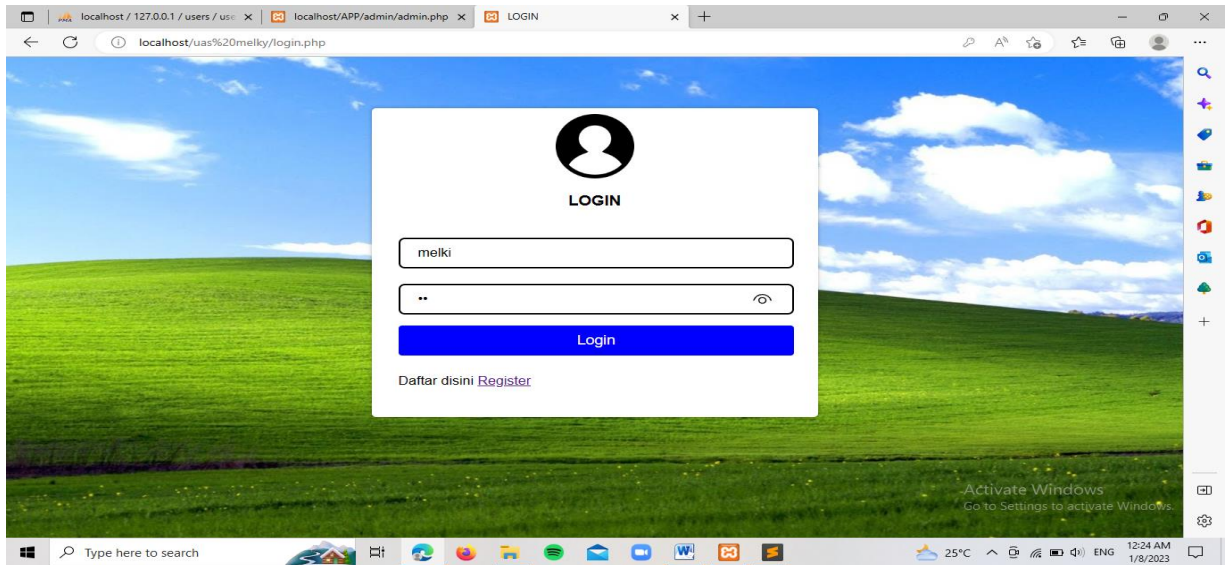 localhost / 127.0.0.1 / users / use
localhost/APP/admin/admin.php
LOGIN
localhost/uas%20melky/login.php
LOGIN
melki
••
Login
Daftar disini Register
Activate Windows
Go to Settings to activate Windows.
Type here to search
25°C
ENG
12:24 AM
1/8/2023